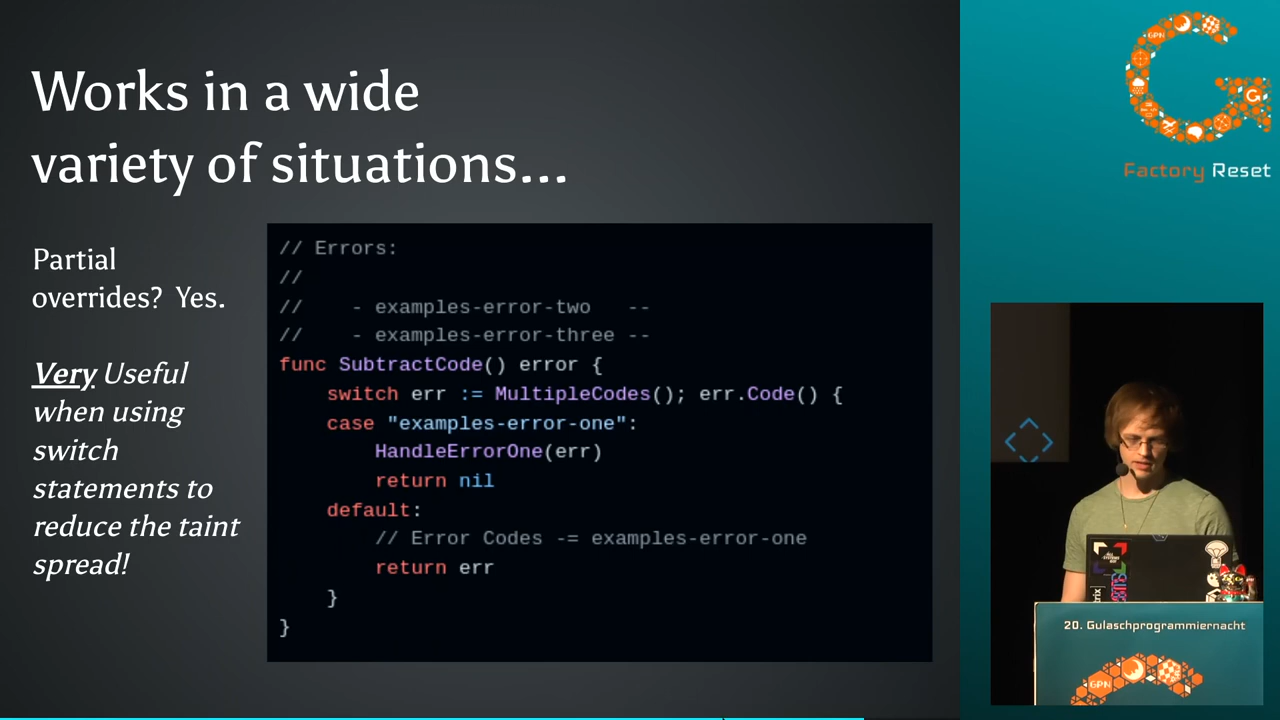 Works in a wide
variety of situations...
Partial
overrides? Yes.
Very Useful
when using
switch
statements to
reduce the taint
spread!
// Errors:
//
//    - examples-error-two   --
//    - examples-error-three --
func SubtractCode() error {
    switch err := MultipleCodes(); err.Code() {
    case "examples-error-one":
        HandleErrorOne(err)
        return nil
    default:
        // Error Codes -= examples-error-one
        return err
    }
}
GPN
Factory Reset
20. Gulaschprogrammiernacht
GPN